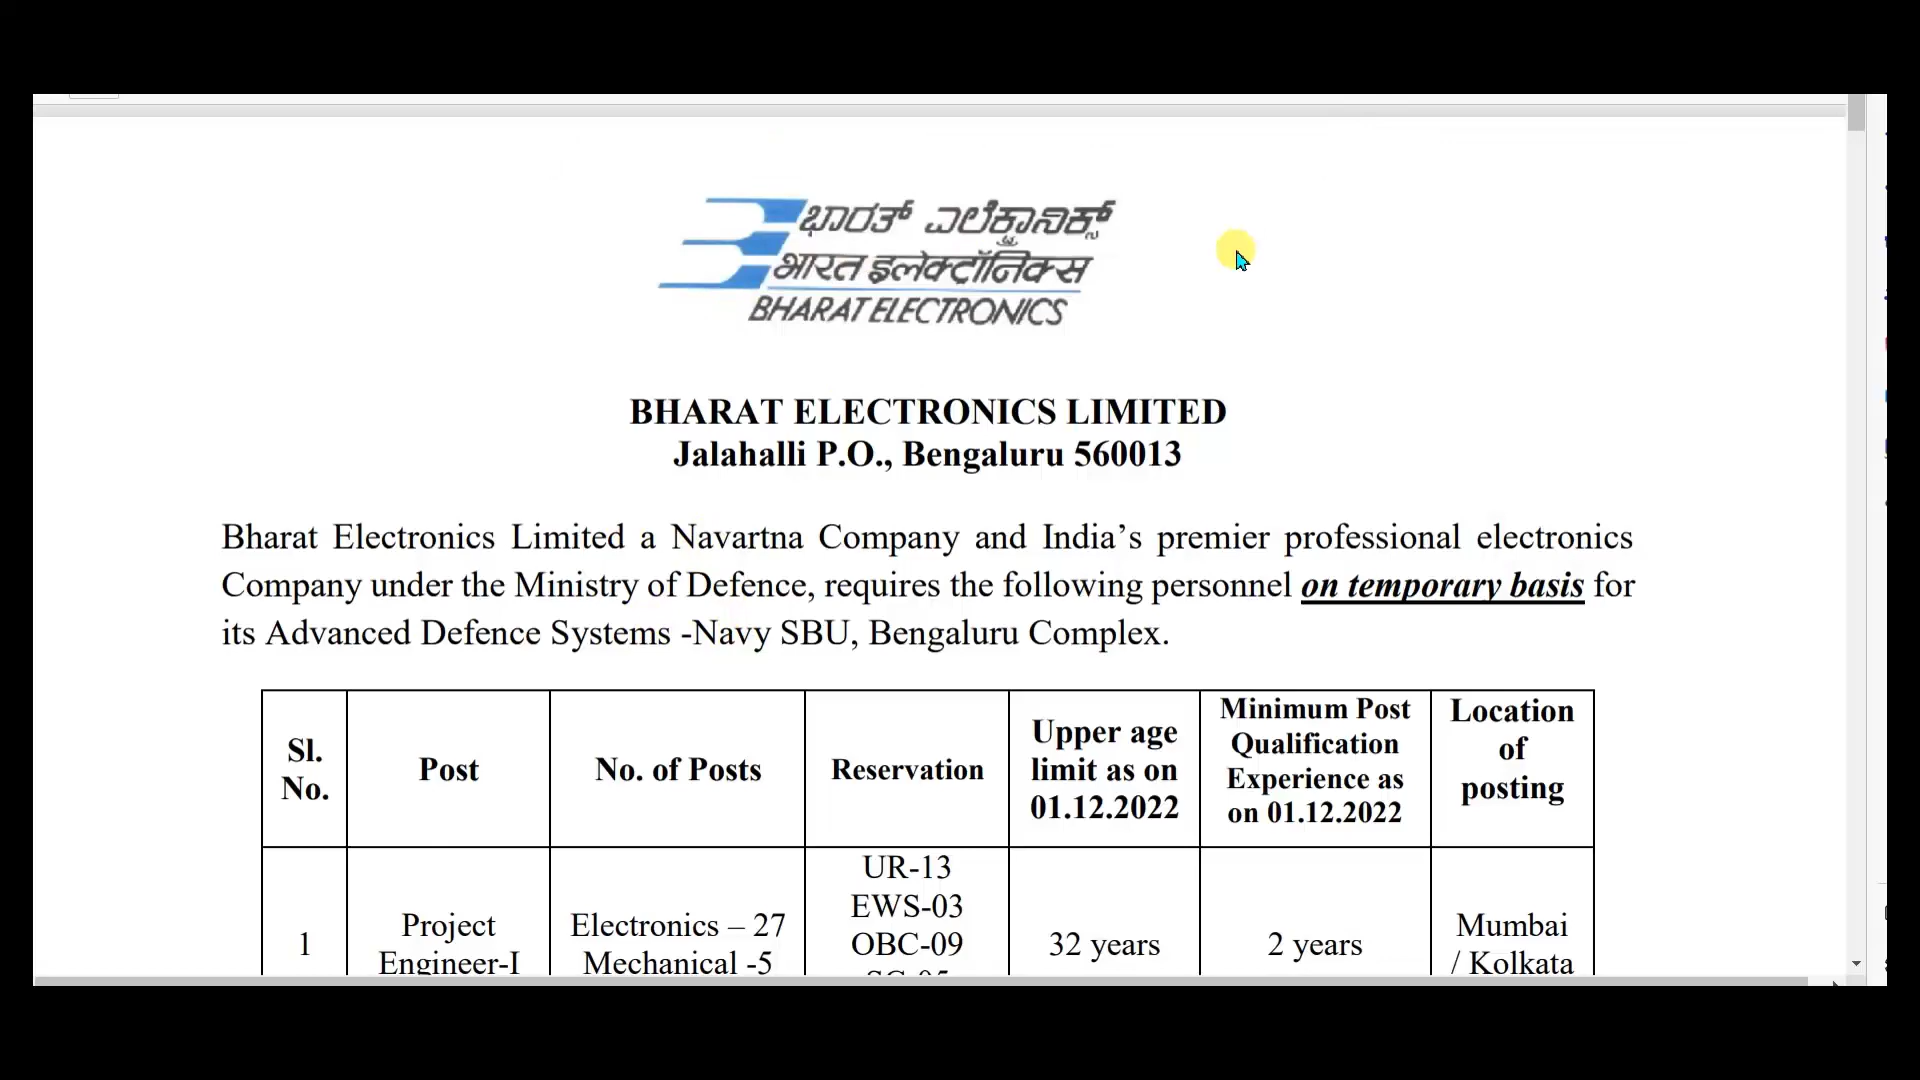 ಭಾರತ್ ಎಲೆಕ್ಟ್ರಾನಿಕ್ಸ್
भारत इलेक्ट्रॉनिक्स
BHARAT ELECTRONICS
BHARAT ELECTRONICS LIMITED
Jalahalli P.O., Bengaluru 560013
Bharat Electronics Limited a Navartna Company and India’s premier professional electronics
Company under the Ministry of Defence, requires the following personnel on temporary basis for
its Advanced Defence Systems -Navy SBU, Bengaluru Complex.
Sl.
No.
Post
No. of Posts
Reservation
Upper age
limit as on
01.12.2022
Minimum Post
Qualification
Experience as
on 01.12.2022
Location
of
posting
1
Project
Engineer-I
Electronics – 27
Mechanical -5
UR-13
EWS-03
OBC-09
32 years
2 years
Mumbai
/ Kolkata